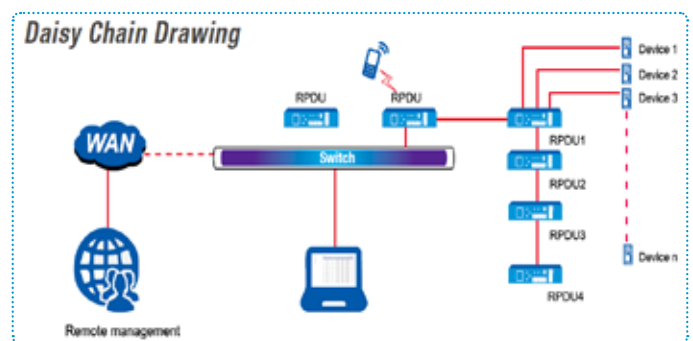 Daisy Chain Drawing
Device 1
Device 2
Device 3
RPDU
RPDU
RPDU1
WAN
Switch
RPDU2
RPDU3
Device n
RPDU4
Remote management